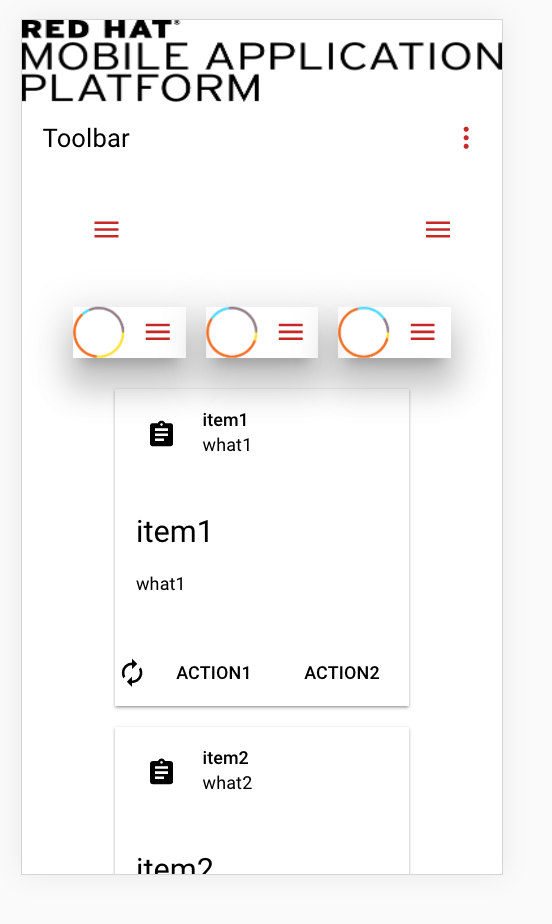 RED HAT®
MOBILE APPLICATION
PLATFORM
Toolbar
item1
what1
item1
what1
ACTION1 ACTION2
item2
what2
item2